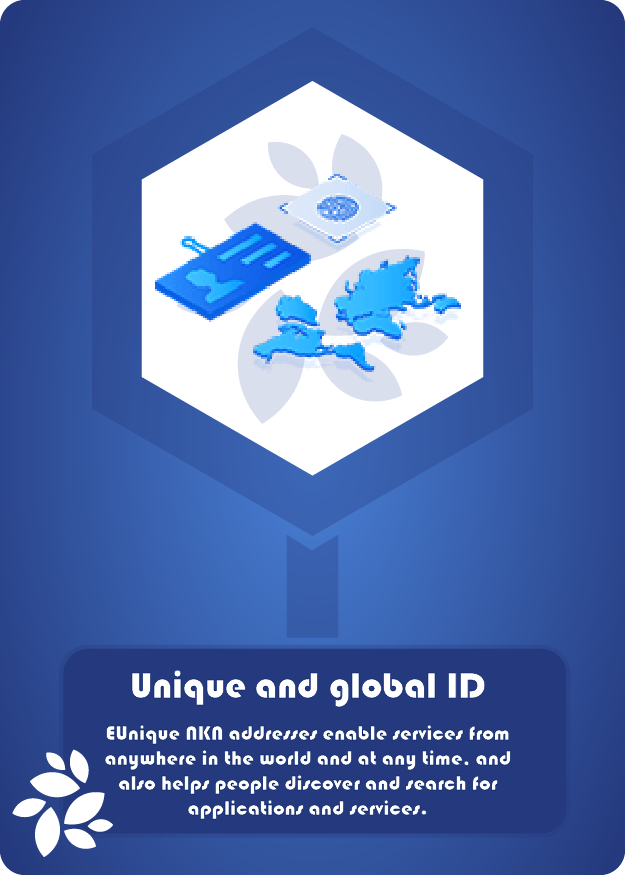 Unique and global ID
EUnique NKN addresses enable services from
anywhere in the world and at any time. and
also helps people discover and search for
applications and services.